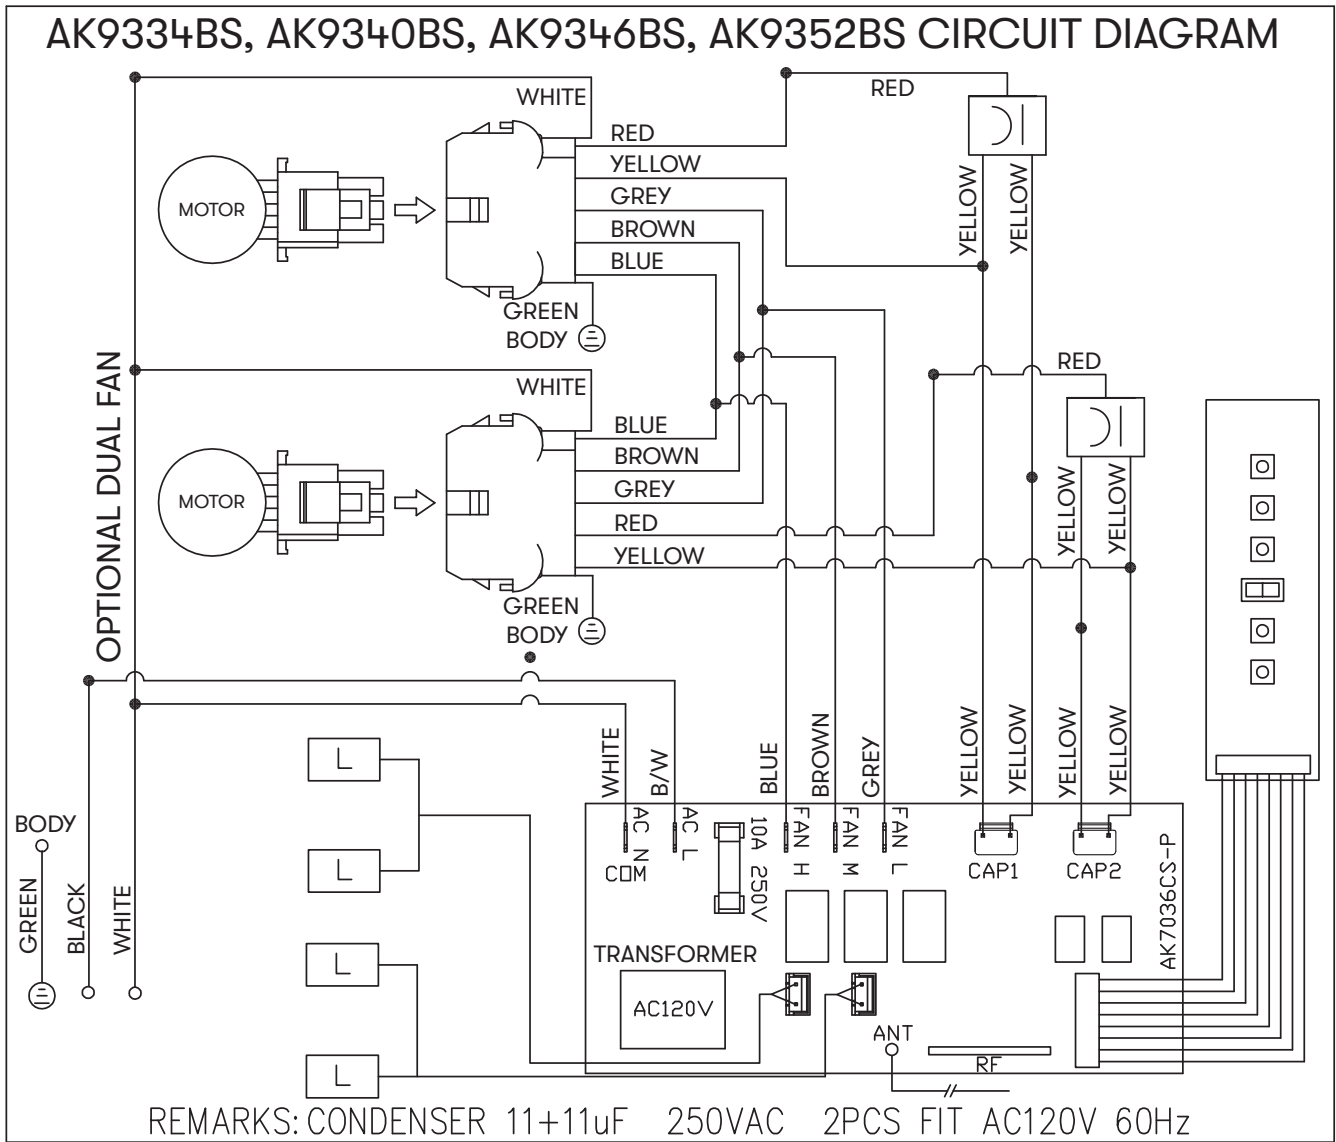 AK9334BS, AK9340BS, AK9346BS, AK9352BS CIRCUIT DIAGRAM
WHITE
RED
YELLOW
GREY
BROWN
BLUE
MOTOR
GREEN
BODY
RED
YELLOW
YELLOW
OPTIONAL DUAL FAN
WHITE
BLUE
BROWN
GREY
RED
YELLOW
MOTOR
GREEN
BODY
RED
YELLOW
YELLOW
WHITE
W/B
BLUE
BROWN
GREY
YELLOW
YELLOW
YELLOW
YELLOW
L
L
L
L
BODY
GREEN
BLACK
WHITE
AC N
COM
AC L
10A 250V
FAN H
FAN M
FAN L
CAP1
CAP2
AK7036CS-P
TRANSFORMER
AC120V
ANT
RF
REMARKS: CONDENSER 11+11uF 250VAC 2PCS FIT AC120V 60Hz